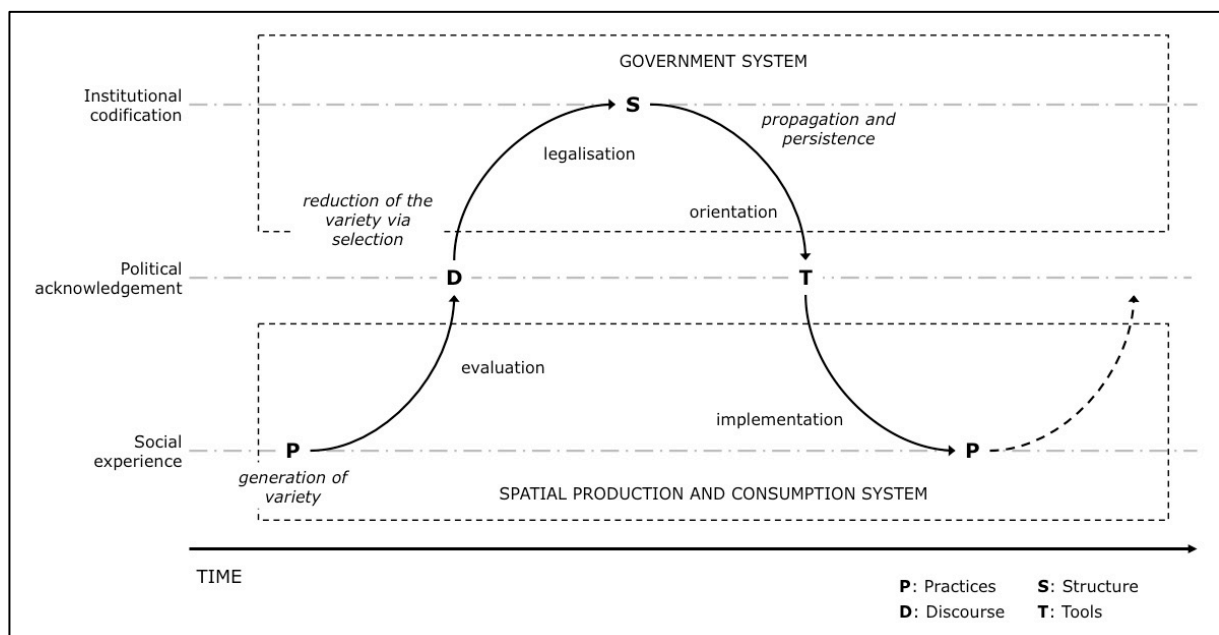 GOVERNMENT SYSTEM
Institutional
codification
S
propagation and
persistence
legalisation
reduction of the
variety via
selection
orientation
Political
acknowledgement
D
T
evaluation
implementation
Social
experience
P
P
generation of
variety
SPATIAL PRODUCTION AND CONSUMPTION SYSTEM
TIME
P: Practices
S: Structure
D: Discourse
T: Tools